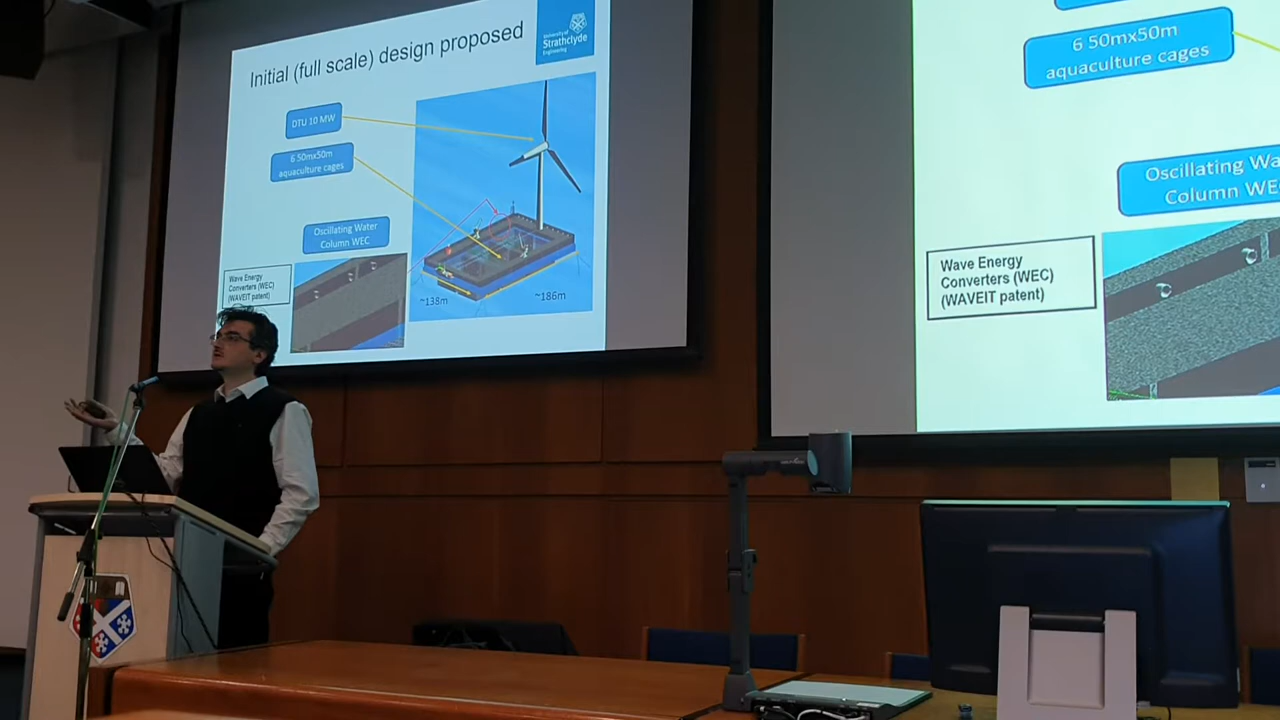 Initial (full scale) design proposed
University of
Strathclyde
Engineering
DTU 10 MW
6 50mx50m
aquaculture cages
Oscillating Water
Column WEC
Wave Energy
Converters (WEC)
(WAVEIT patent)
~138m
~186m
6 50mx50m
aquaculture cages
Oscillating Wa
Column WE
Wave Energy
Converters (WEC)
(WAVEIT patent)